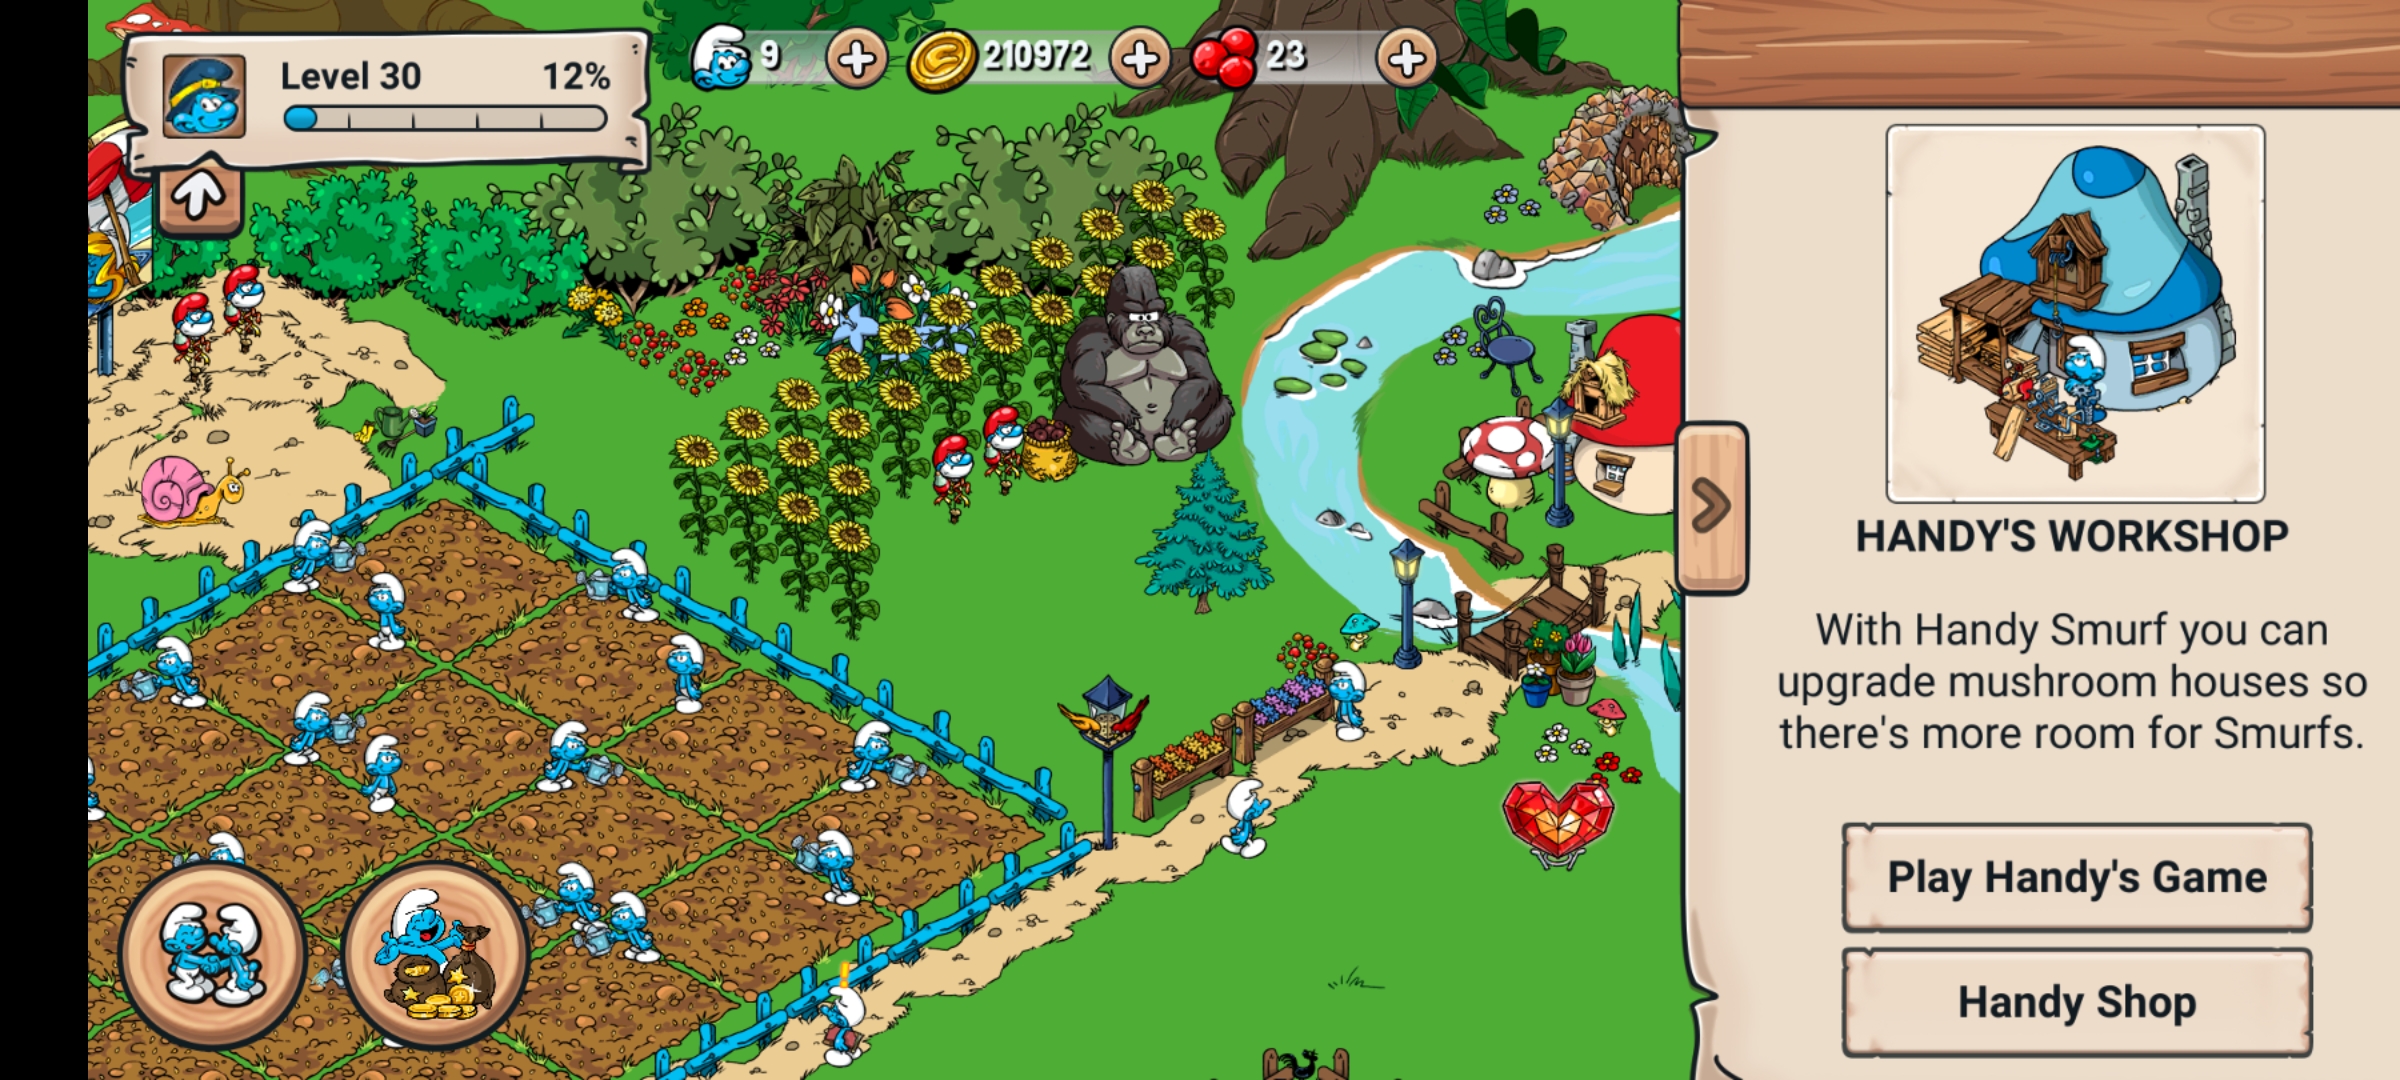 Level 30 12%
9
210972
23
HANDY'S WORKSHOP
With Handy Smurf you can
upgrade mushroom houses so
there's more room for Smurfs.
Play Handy's Game
Handy Shop